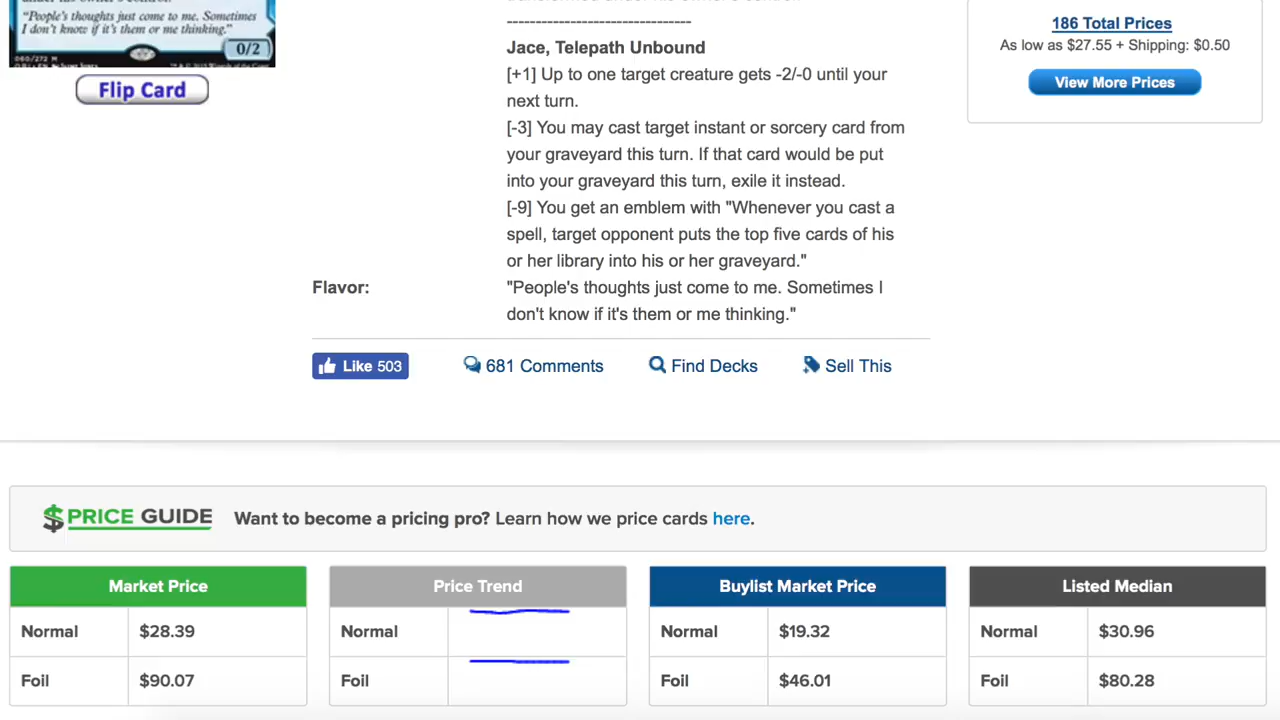 "People's thoughts just come to me. Sometimes
I don't know if it's them or me thinking."
0/2
060/272 M
Flip Card
Jace, Telepath Unbound
[+1] Up to one target creature gets -2/-0 until your
next turn.
[-3] You may cast target instant or sorcery card from
your graveyard this turn. If that card would be put
into your graveyard this turn, exile it instead.
[-9] You get an emblem with "Whenever you cast a
spell, target opponent puts the top five cards of his
or her library into his or her graveyard."
Flavor: "People's thoughts just come to me. Sometimes I
don't know if it's them or me thinking."
Like 503 681 Comments Find Decks Sell This
186 Total Prices
As low as $27.55 + Shipping: $0.50
View More Prices
$PRICE GUIDE Want to become a pricing pro? Learn how we price cards here.
Market Price
Normal $28.39
Foil $90.07
Price Trend
Normal
Foil
Buylist Market Price
Normal $19.32
Foil $46.01
Listed Median
Normal $30.96
Foil $80.28